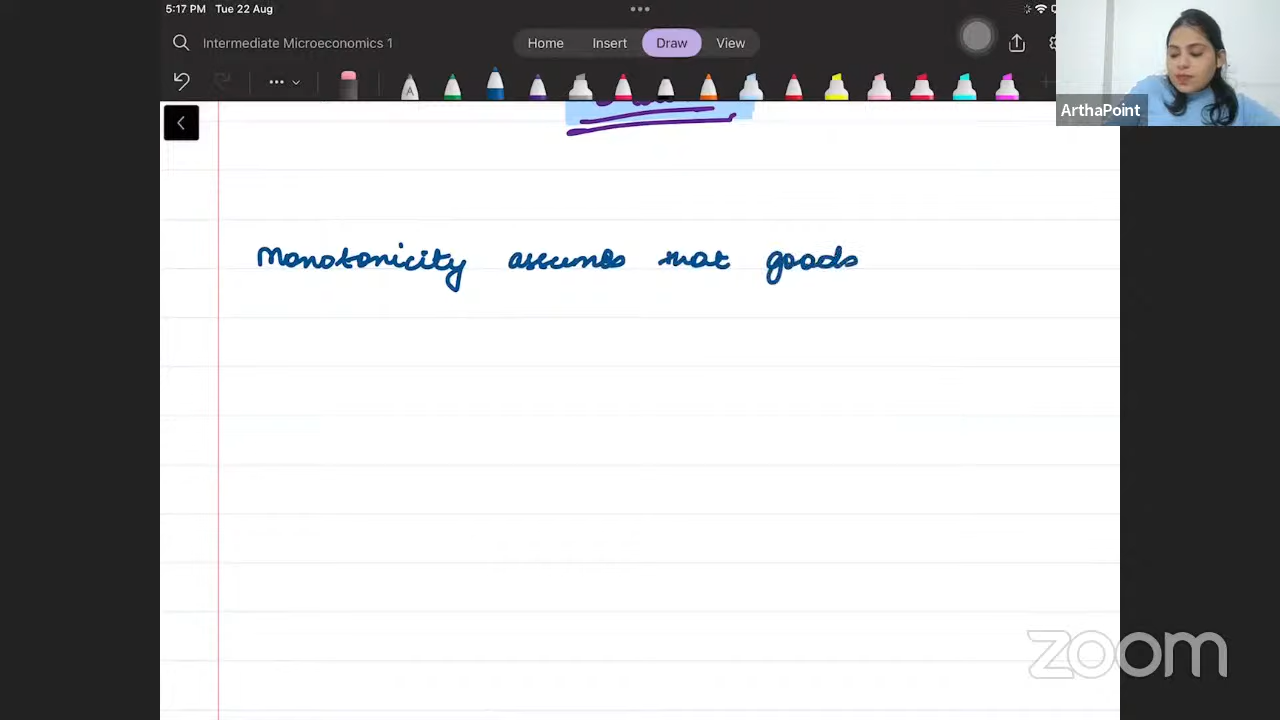 5:17 PM Tue 22 Aug
Intermediate Microeconomics 1
Home Insert Draw View
A
ArthaPoint
Monotonicity assumes that goods
zoom